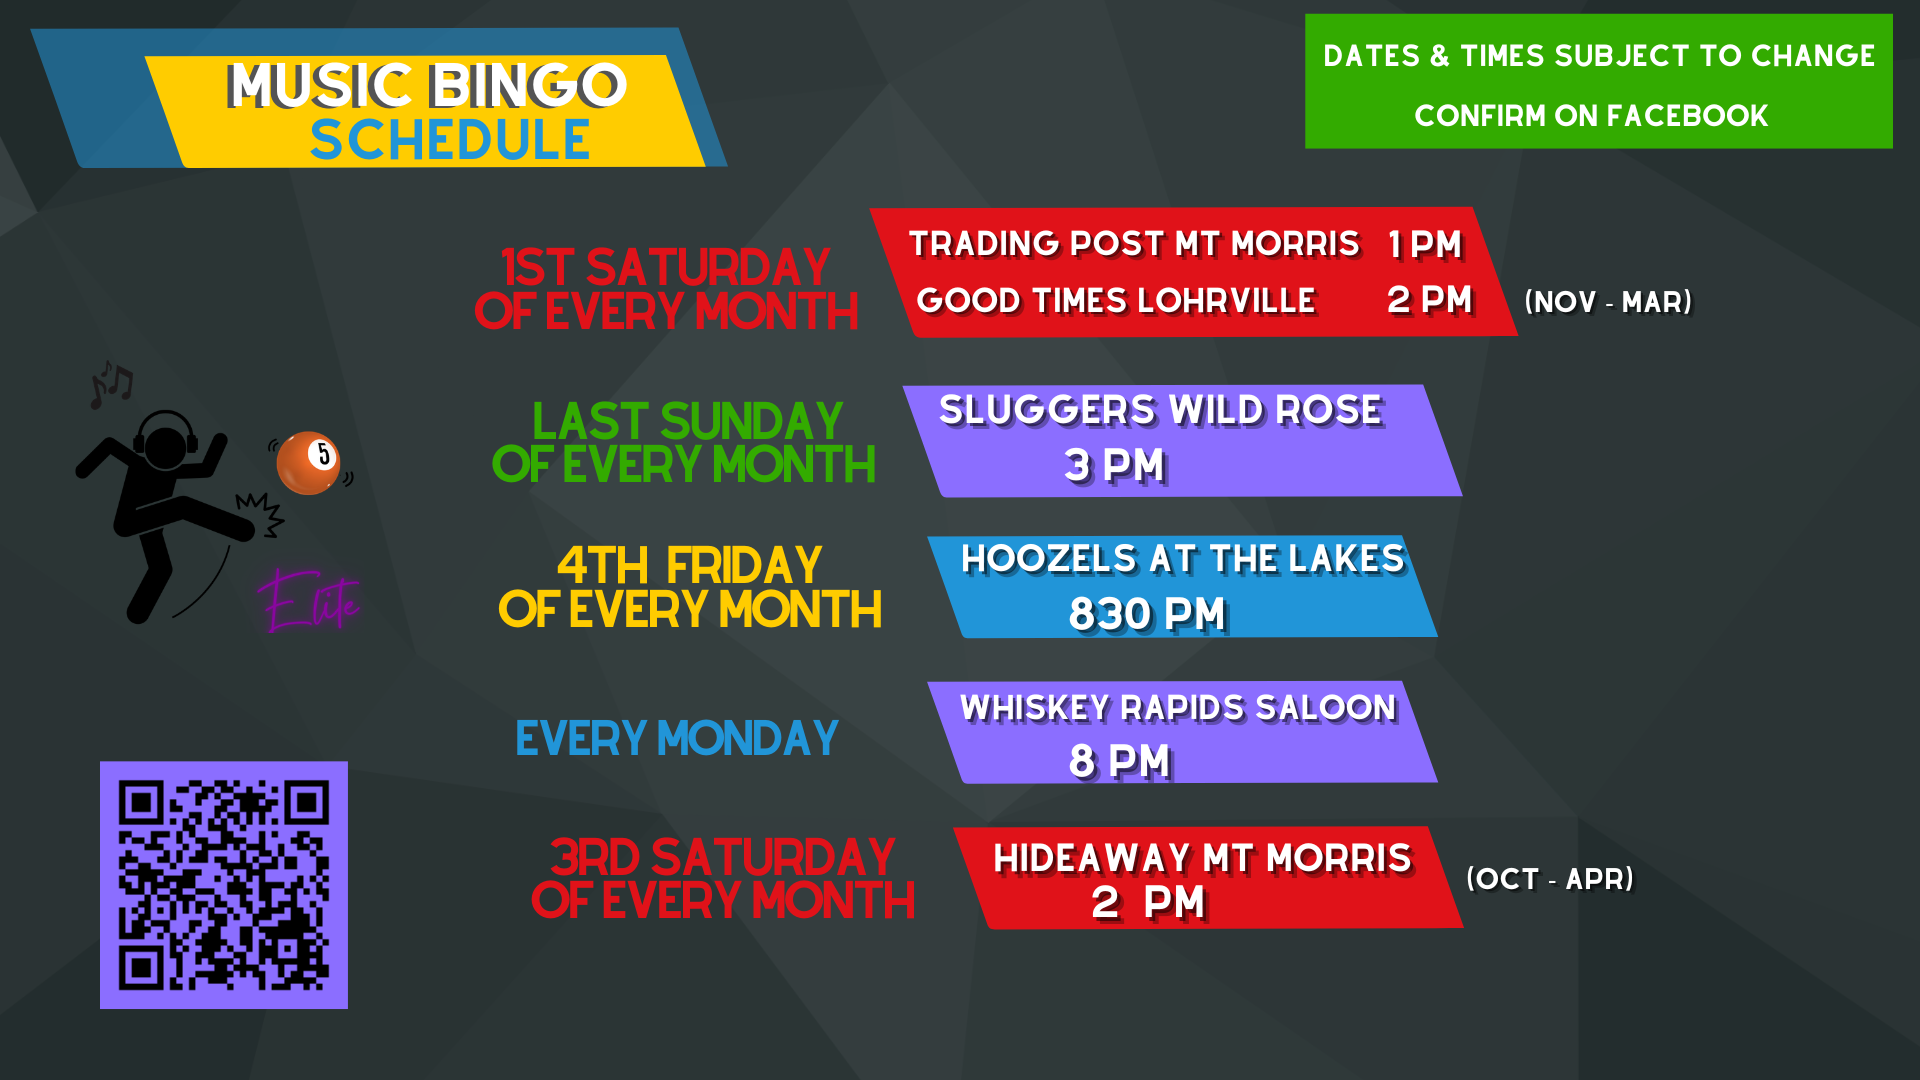 MUSIC BINGO
SCHEDULE
DATES & TIMES SUBJECT TO CHANGE
CONFIRM ON FACEBOOK
1ST SATURDAY
OF EVERY MONTH
TRADING POST MT MORRIS 1 PM
GOOD TIMES LOHRVILLE 2 PM (NOV - MAR)
LAST SUNDAY
OF EVERY MONTH
SLUGGERS WILD ROSE
3 PM
5
4TH FRIDAY
OF EVERY MONTH
HOOZELS AT THE LAKES
830 PM
Elite
EVERY MONDAY
WHISKEY RAPIDS SALOON
8 PM
3RD SATURDAY
OF EVERY MONTH
HIDEAWAY MT MORRIS
2 PM
(OCT - APR)